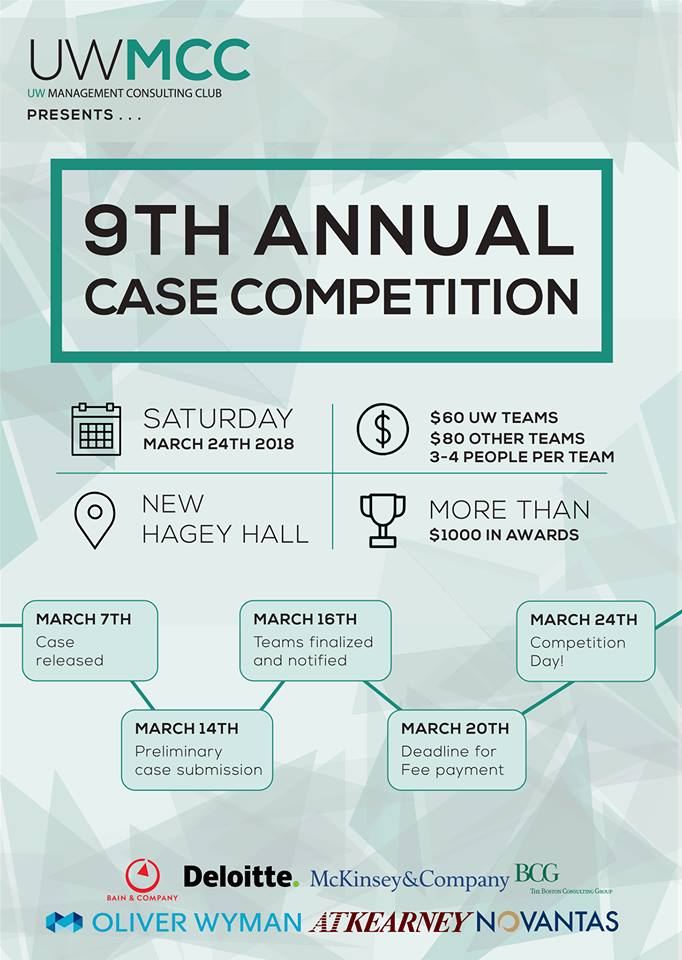 UWMCC
UW MANAGEMENT CONSULTING CLUB
PRESENTS . . .
9TH ANNUAL
CASE COMPETITION
SATURDAY
MARCH 24TH 2018
$60 UW TEAMS
$80 OTHER TEAMS
3-4 PEOPLE PER TEAM
NEW
HAGEY HALL
MORE THAN
$1000 IN AWARDS
MARCH 7TH
Case
released
MARCH 14TH
Preliminary
case submission
MARCH 16TH
Teams finalized
and notified
MARCH 20TH
Deadline for
Fee payment
MARCH 24TH
Competition
Day!
BAIN & COMPANY
Deloitte.
McKinsey&Company
BCG
THE BOSTON CONSULTING GROUP
OLIVER WYMAN
ATKEARNEY
NOVANTAS